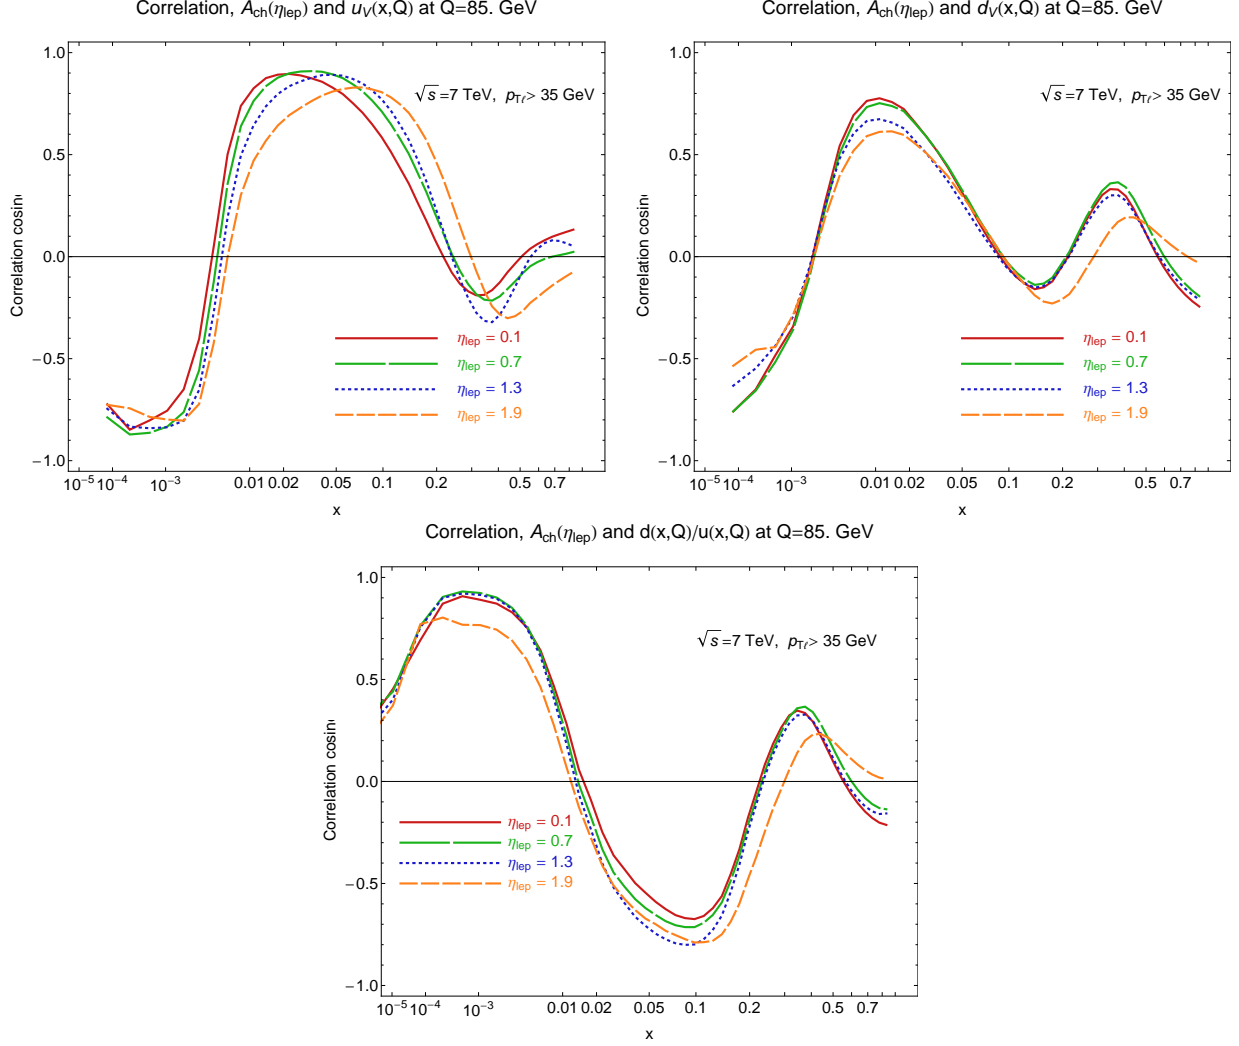 Correlation, A_ch(η_lep) and u_V(x,Q) at Q=85. GeV
1.0
0.5
0.0
−0.5
−1.0
Correlation cosin
√s=7 TeV, p_Tℓ> 35 GeV
η_lep = 0.1
η_lep = 0.7
η_lep = 1.3
η_lep = 1.9
10⁻⁵ 10⁻⁴ 10⁻³ 0.01 0.02 0.05 0.1 0.2 0.5 0.7
x
Correlation, A_ch(η_lep) and d_V(x,Q) at Q=85. GeV
1.0
0.5
0.0
−0.5
−1.0
Correlation cosin
√s=7 TeV, p_Tℓ> 35 GeV
η_lep = 0.1
η_lep = 0.7
η_lep = 1.3
η_lep = 1.9
10⁻⁵ 10⁻⁴ 10⁻³ 0.01 0.02 0.05 0.1 0.2 0.5 0.7
x
Correlation, A_ch(η_lep) and d(x,Q)/u(x,Q) at Q=85. GeV
1.0
0.5
0.0
−0.5
−1.0
Correlation cosin
√s=7 TeV, p_Tℓ> 35 GeV
η_lep = 0.1
η_lep = 0.7
η_lep = 1.3
η_lep = 1.9
10⁻⁵ 10⁻⁴ 10⁻³ 0.01 0.02 0.05 0.1 0.2 0.5 0.7
x